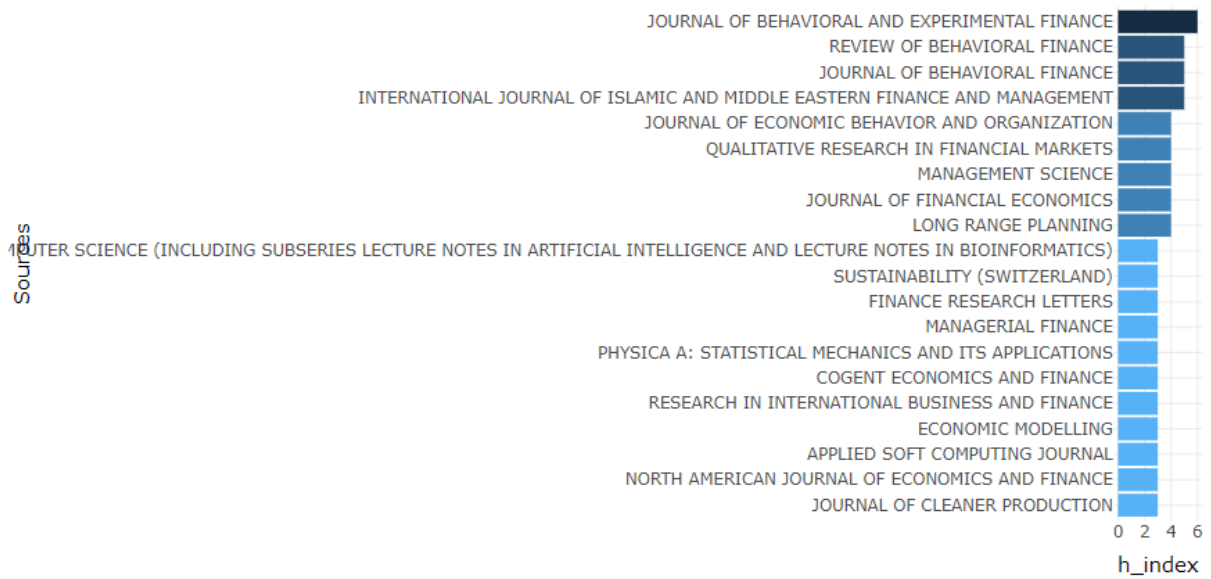 JOURNAL OF BEHAVIORAL AND EXPERIMENTAL FINANCE
REVIEW OF BEHAVIORAL FINANCE
JOURNAL OF BEHAVIORAL FINANCE
INTERNATIONAL JOURNAL OF ISLAMIC AND MIDDLE EASTERN FINANCE AND MANAGEMENT
JOURNAL OF ECONOMIC BEHAVIOR AND ORGANIZATION
QUALITATIVE RESEARCH IN FINANCIAL MARKETS
MANAGEMENT SCIENCE
JOURNAL OF FINANCIAL ECONOMICS
LONG RANGE PLANNING
Sources
SCIENCE (INCLUDING SUBSERIES LECTURE NOTES IN ARTIFICIAL INTELLIGENCE AND LECTURE NOTES IN BIOINFORMATICS)
SUSTAINABILITY (SWITZERLAND)
FINANCE RESEARCH LETTERS
MANAGERIAL FINANCE
PHYSICA A: STATISTICAL MECHANICS AND ITS APPLICATIONS
COGENT ECONOMICS AND FINANCE
RESEARCH IN INTERNATIONAL BUSINESS AND FINANCE
ECONOMIC MODELLING
APPLIED SOFT COMPUTING JOURNAL
NORTH AMERICAN JOURNAL OF ECONOMICS AND FINANCE
JOURNAL OF CLEANER PRODUCTION
0 2 4 6
h_index